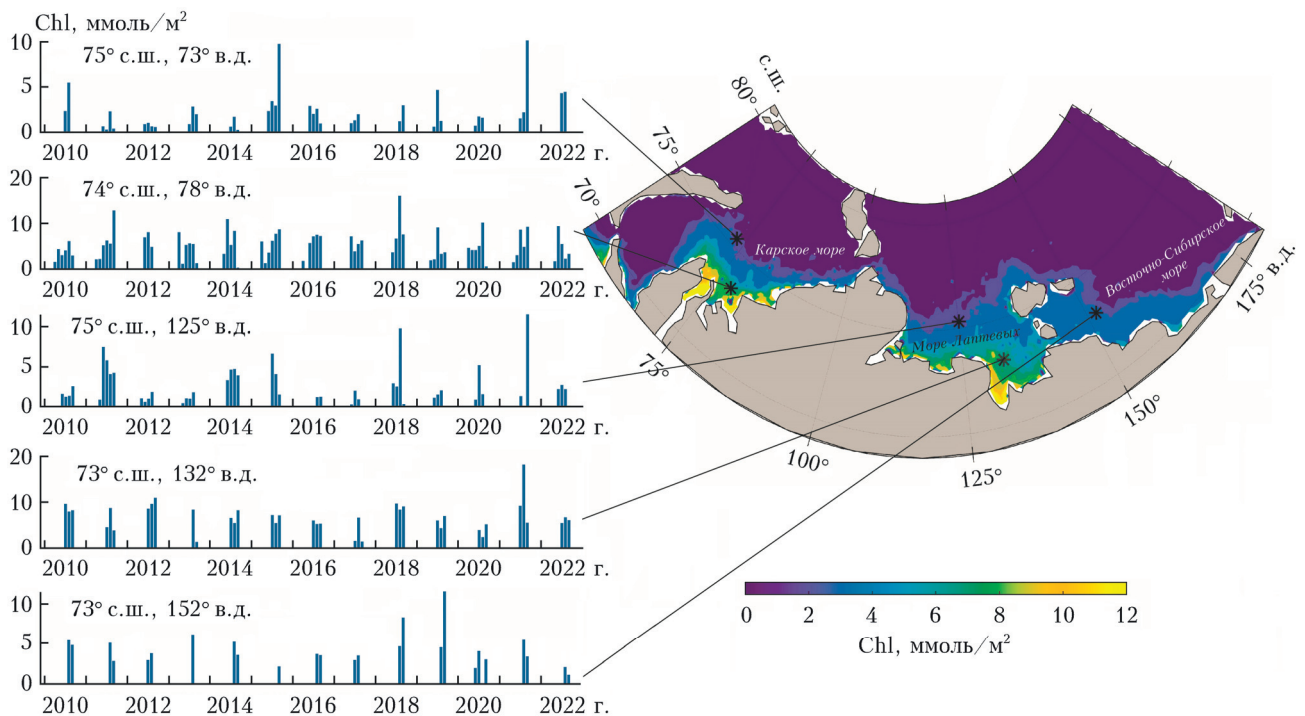 Chl, ммоль/м²
10
5
0
75° с.ш., 73° в.д.
2010 2012 2014 2016 2018 2020 2022 г.
20
10
0
74° с.ш., 78° в.д.
2010 2012 2014 2016 2018 2020 2022 г.
10
5
0
75° с.ш., 125° в.д.
2010 2012 2014 2016 2018 2020 2022 г.
20
10
0
73° с.ш., 132° в.д.
2010 2012 2014 2016 2018 2020 2022 г.
10
5
0
73° с.ш., 152° в.д.
2010 2012 2014 2016 2018 2020 2022 г.
с.ш.
80°
75°
70°
Карское море
Море Лаптевых
Восточно-Сибирское
море
75°
100°
125°
150°
175° в.д.
0 2 4 6 8 10 12
Chl, ммоль/м²